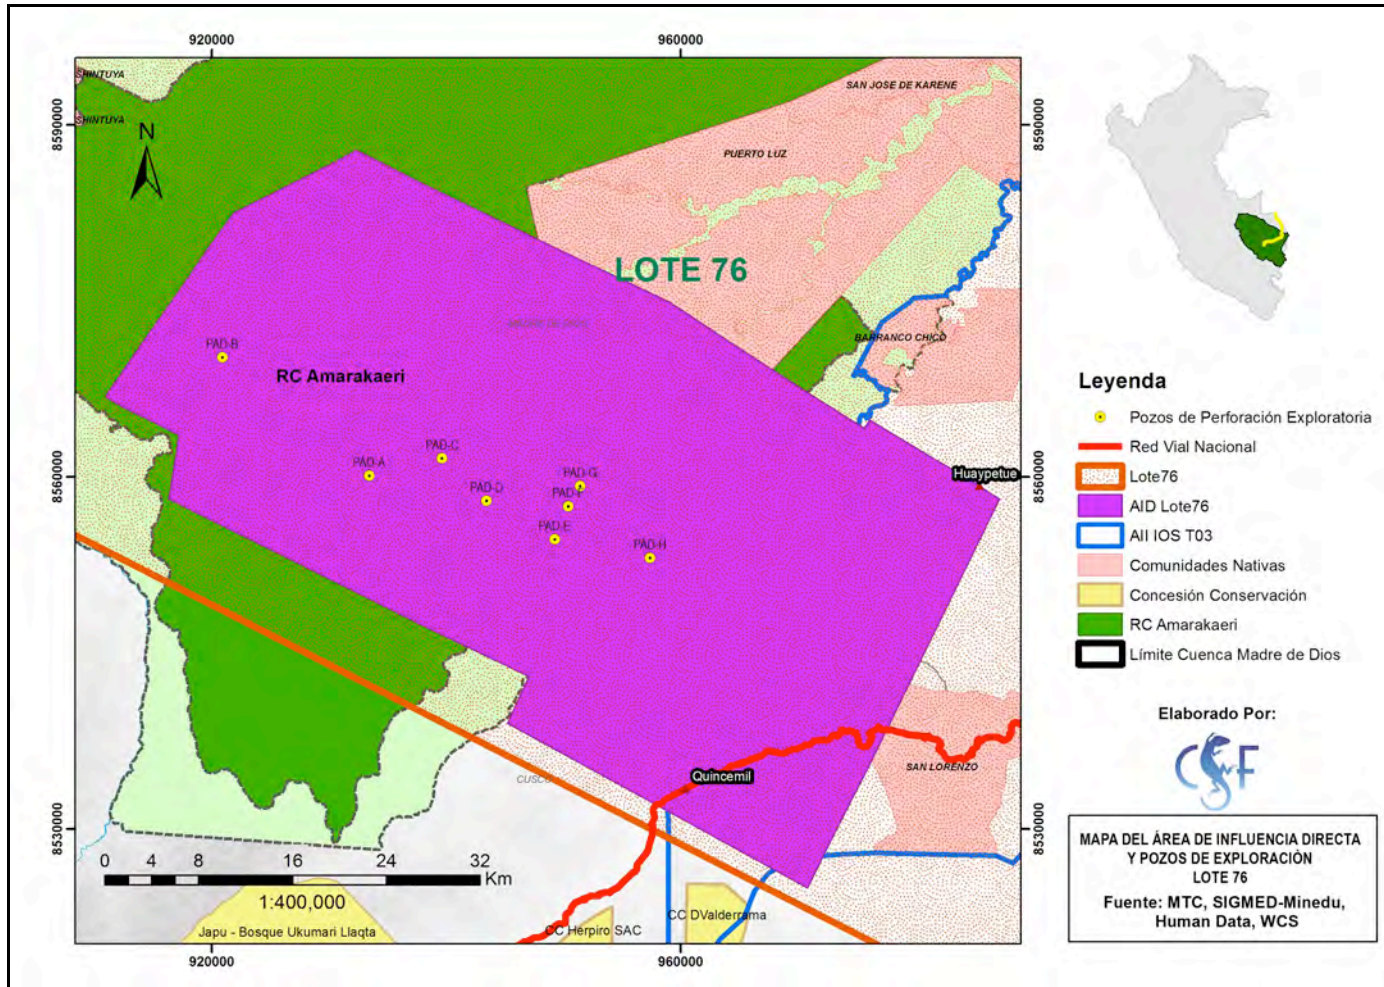 920000
960000
SHINTUYA
SHINTUYA
8590000
8590000
N
SAN JOSE DE KARENE
PUERTO LUZ
LOTE 76
BARRANCO CHICO
PAD-B
RC Amarakaeri
PAD-C
PAD-A
PAD-G
PAD-D
PAD-F
PAD-E
PAD-H
Huaypetue
8560000
8560000
SAN LORENZO
Quincemil
CUSCO
8530000
8530000
0 4 8 16 24 32
Km
1:400,000
Japu - Bosque Ukumari Llaqta
CC Herpiro SAC
CC DValderrama
920000
960000
Leyenda
Pozos de Perforación Exploratoria
Red Vial Nacional
Lote76
AID Lote76
AII IOS T03
Comunidades Nativas
Concesión Conservación
RC Amarakaeri
Límite Cuenca Madre de Dios
Elaborado Por:
CSF
MAPA DEL ÁREA DE INFLUENCIA DIRECTA
Y POZOS DE EXPLORACIÓN
LOTE 76
Fuente: MTC, SIGMED-Minedu,
Human Data, WCS